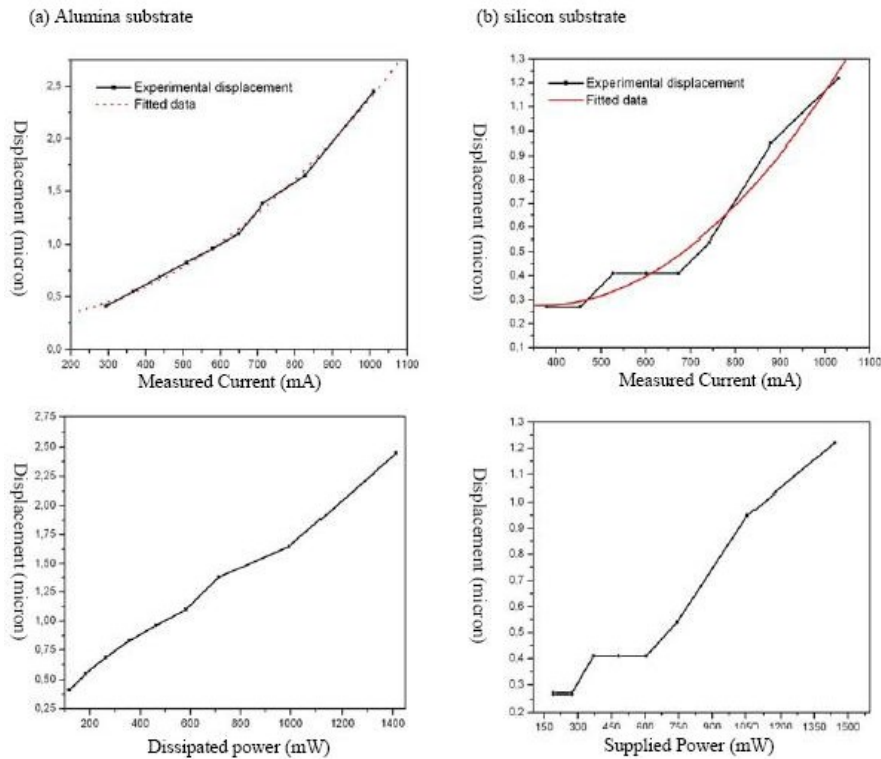 (a) Alumina substrate
(b) silicon substrate
Displacement (micron)
2,5
2,0
1,5
1,0
0,5
0,0
Experimental displacement
Fitted data
200 300 400 500 600 700 800 900 1000 1100
Measured Current (mA)
Displacement (micron)
1,3
1,2
1,1
1,0
0,9
0,8
0,7
0,6
0,5
0,4
0,3
0,2
0,1
Experimental displacement
Fitted data
400 500 600 700 800 900 1000 1100
Measured Current (mA)
Displacement (micron)
2,75
2,50
2,25
2,00
1,75
1,50
1,25
1,00
0,75
0,50
0,25
200 400 600 800 1000 1200 1400
Dissipated power (mW)
Displacement (micron)
1,3
1,2
1,1
1,0
0,9
0,8
0,7
0,6
0,5
0,4
0,3
0,2
150 300 450 600 750 900 1050 1200 1350 1500
Supplied Power (mW)